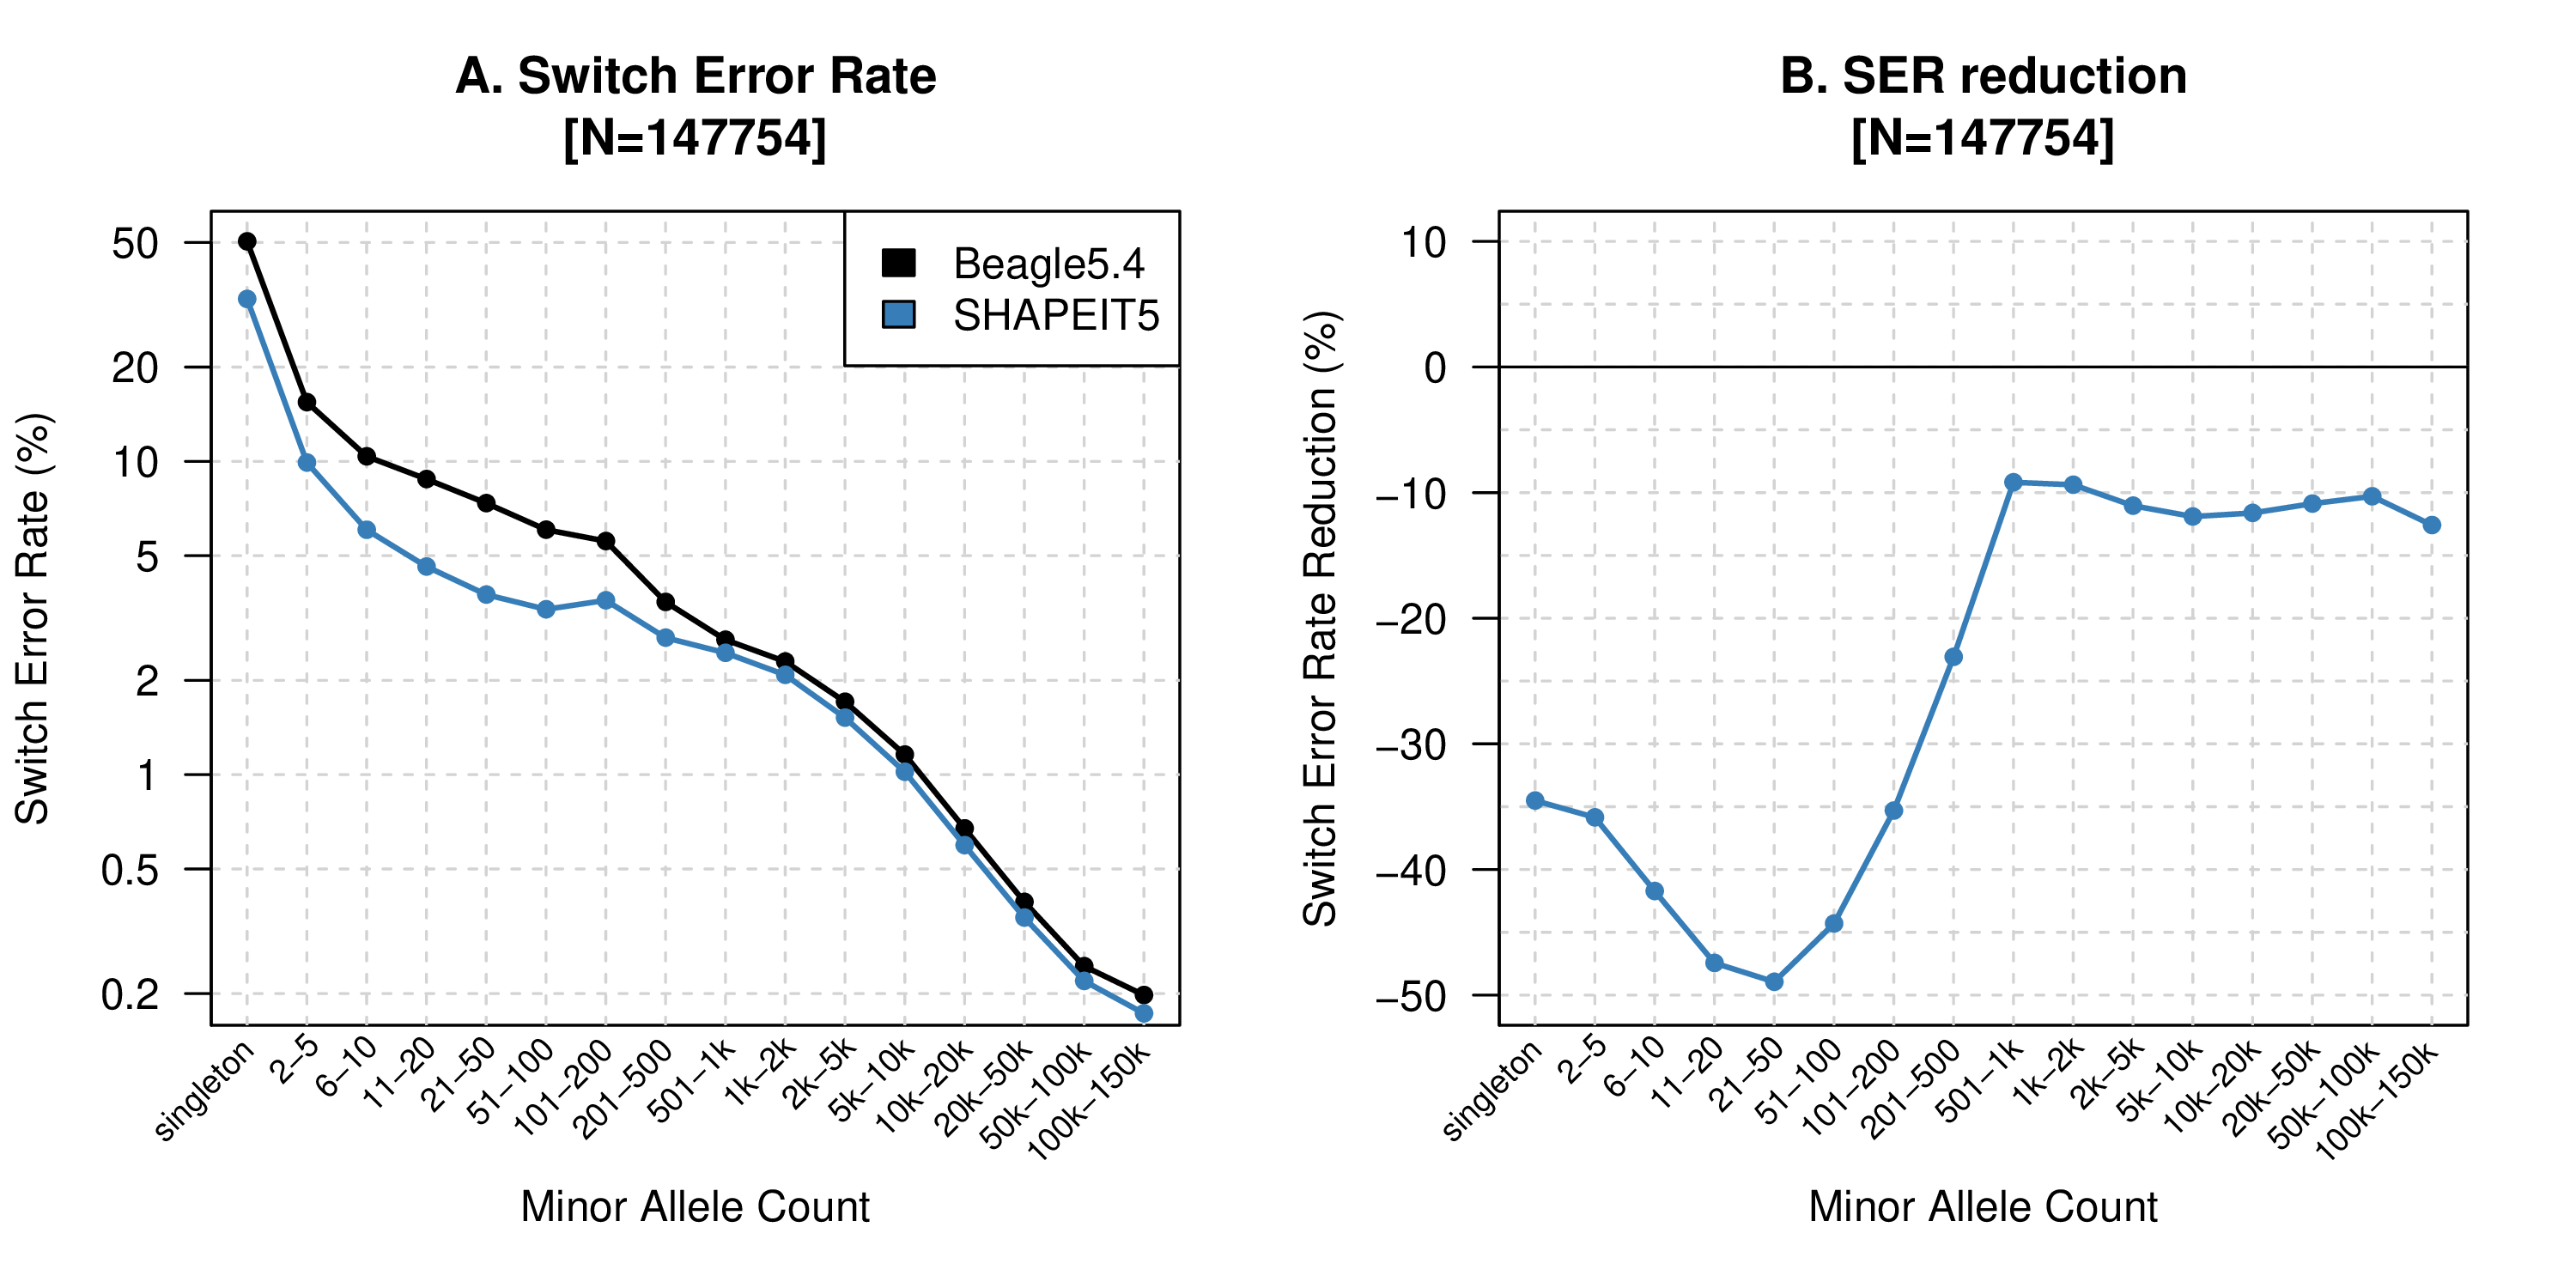 A. Switch Error Rate
[N=147754]
Switch Error Rate (%)
50
20
10
5
2
1
0.5
0.2
Beagle5.4
SHAPEIT5
singleton
2−5
6−10
11−20
21−50
51−100
101−200
201−500
501−1k
1k−2k
2k−5k
5k−10k
10k−20k
20k−50k
50k−100k
100k−150k
Minor Allele Count
B. SER reduction
[N=147754]
Switch Error Rate Reduction (%)
10
0
−10
−20
−30
−40
−50
singleton
2−5
6−10
11−20
21−50
51−100
101−200
201−500
501−1k
1k−2k
2k−5k
5k−10k
10k−20k
20k−50k
50k−100k
100k−150k
Minor Allele Count